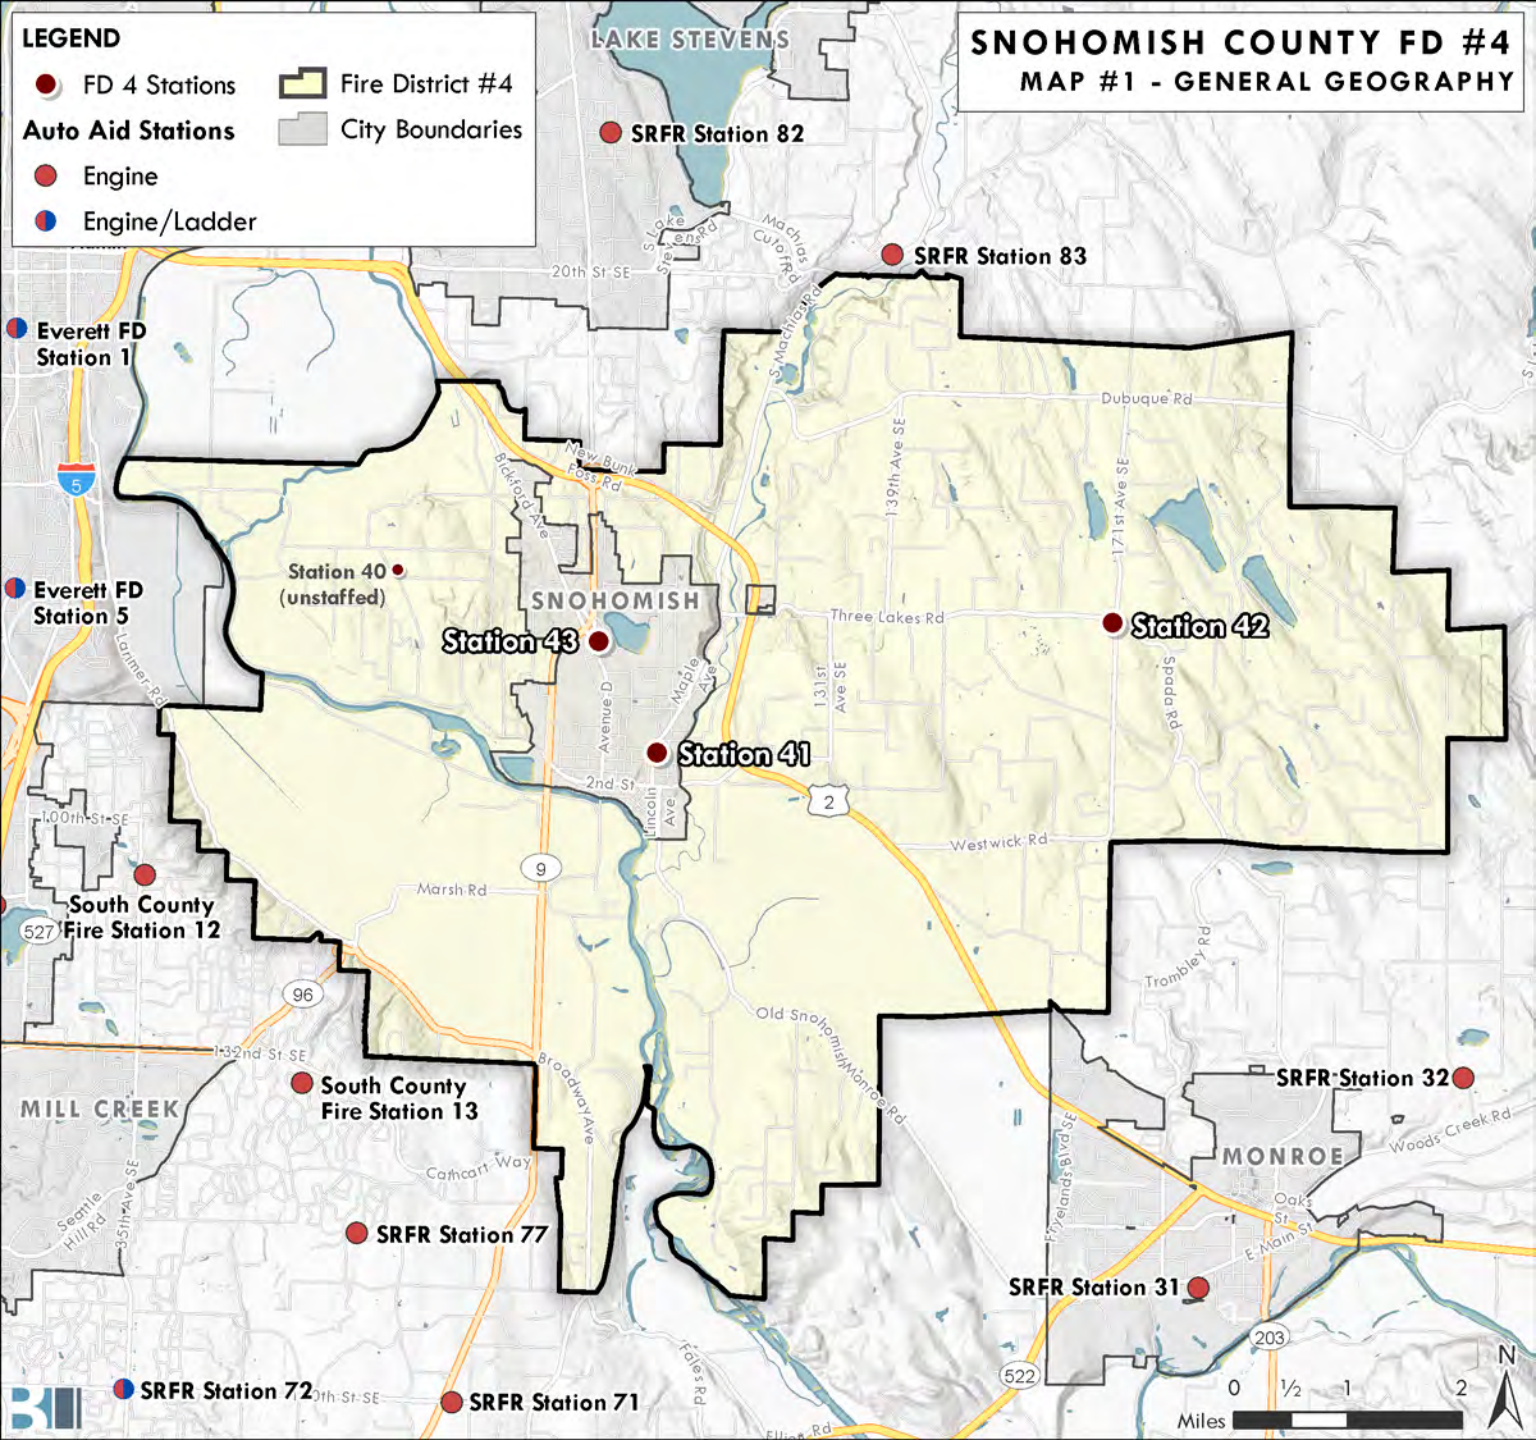 LEGEND
FD 4 Stations
Fire District #4
Auto Aid Stations
City Boundaries
Engine
Engine/Ladder
SNOHOMISH COUNTY FD #4
MAP #1 - GENERAL GEOGRAPHY
LAKE STEVENS
SRFR Station 82
S Lake
Stevens Rd
Machias
Cutoff Rd
SRFR Station 83
20th St SE
S Machias Rd
Everett FD
Station 1
Dubuque Rd
New Bunk
Foss Rd
Bickford Ave
139th Ave SE
171st Ave SE
5
Station 40
(unstaffed)
Everett FD
Station 5
SNOHOMISH
Three Lakes Rd
Station 42
Station 43
Larimer Rd
Maple
Ave
131st
Ave SE
Spada Rd
Avenue D
Station 41
2nd St
Lincoln
Ave
2
100th St SE
Westwick Rd
9
Marsh Rd
South County
Fire Station 12
527
Trombley Rd
96
Old Snohomish Monroe Rd
132nd St SE
Broadway Ave
South County
Fire Station 13
SRFR Station 32
MILL CREEK
Woods Creek Rd
Fryelands Blvd SE
MONROE
Cathcart Way
35th Ave SE
Seattle
Hill Rd
Oaks
St
E Main St
SRFR Station 77
SRFR Station 31
203
N
Fales Rd
522
SRFR Station 72
0th St SE
SRFR Station 71
0 ½ 1 2
Miles